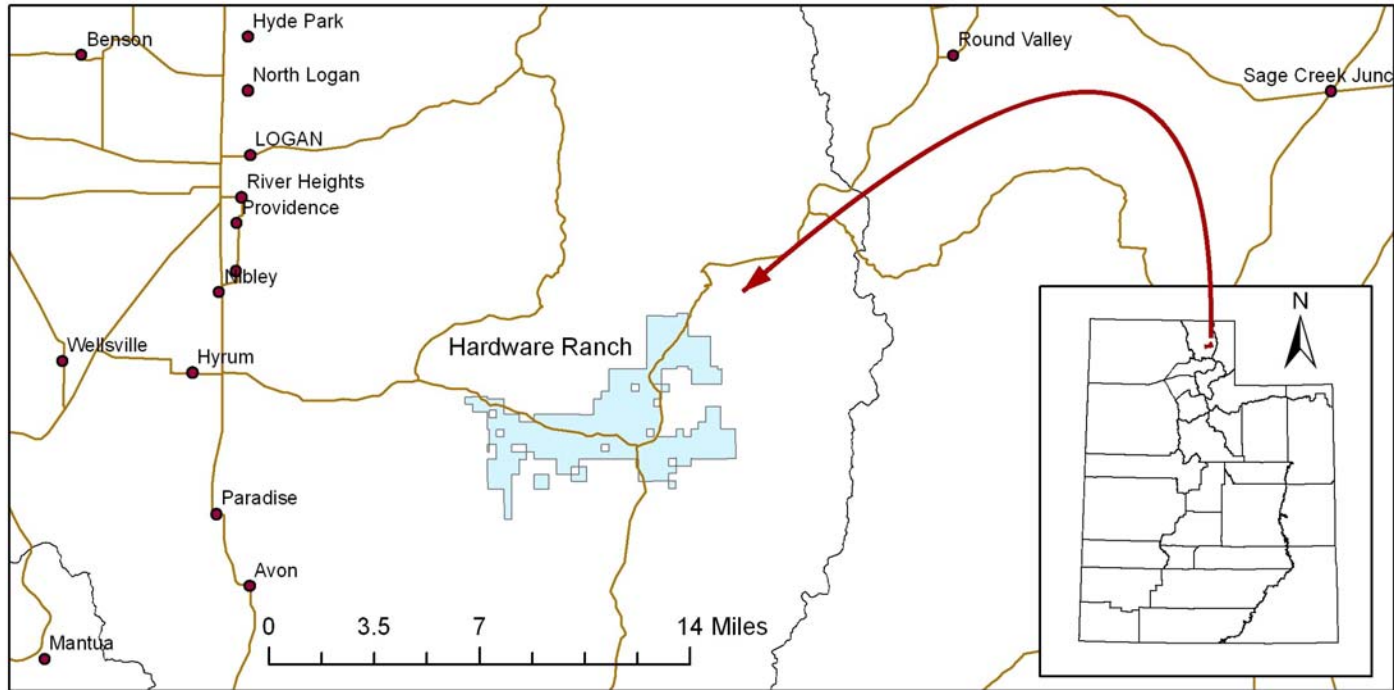 Hyde Park
Benson
Round Valley
North Logan
Sage Creek Junc
LOGAN
River Heights
Providence
Nibley
N
Wellsville
Hyrum
Hardware Ranch
Paradise
Avon
0 3.5 7 14 Miles
Mantua